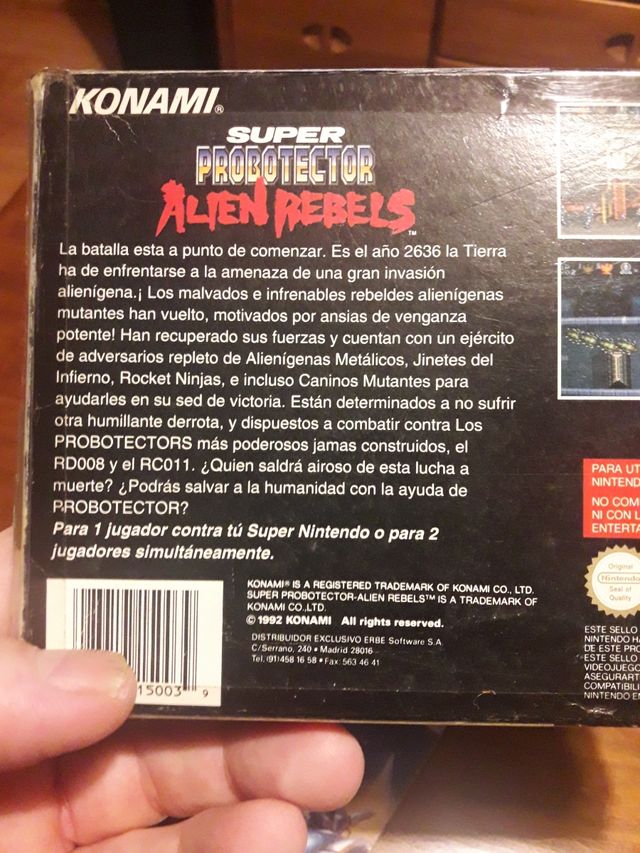 KONAMI®
SUPER
PROBOTECTOR
ALIEN REBELS™
La batalla esta a punto de comenzar. Es el año 2636 la Tierra
ha de enfrentarse a la amenaza de una gran invasión
alienígena.¡ Los malvados e infrenables rebeldes alienígenas
mutantes han vuelto, motivados por ansias de venganza
potente! Han recuperado sus fuerzas y cuentan con un ejército
de adversarios repleto de Alienígenas Metálicos, Jinetes del
Infierno, Rocket Ninjas, e incluso Caninos Mutantes para
ayudarles en su sed de victoria. Están determinados a no sufrir
otra humillante derrota, y dispuestos a combatir contra Los
PROBOTECTORS más poderosos jamas construidos, el
RD008 y el RC011. ¿Quien saldrá airoso de esta lucha a
muerte? ¿Podrás salvar a la humanidad con la ayuda de
PROBOTECTOR?
Para 1 jugador contra tú Super Nintendo o para 2
jugadores simultáneamente.
KONAMI® IS A REGISTERED TRADEMARK OF KONAMI CO., LTD.
SUPER PROBOTECTOR-ALIEN REBELS™ IS A TRADEMARK OF
KONAMI CO.,LTD.
© 1992 KONAMI All rights reserved.
DISTRIBUIDOR EXCLUSIVO ERBE Software S.A.
C/Serrano, 240 • Madrid 28016
Tel. (91) 458 16 58 • Fax: 563 46 41
15003 9
PARA UT
NINTEND
NO COM
NI CON L
ENTERTA
Original
Nintendo
Seal of
Quality
ESTE SELLO
NINTENDO H
DE ESTE PRO
ESTE SELLO
VIDEOJUEGO
ASEGURART
COMPATIBILI
NINTENDO E